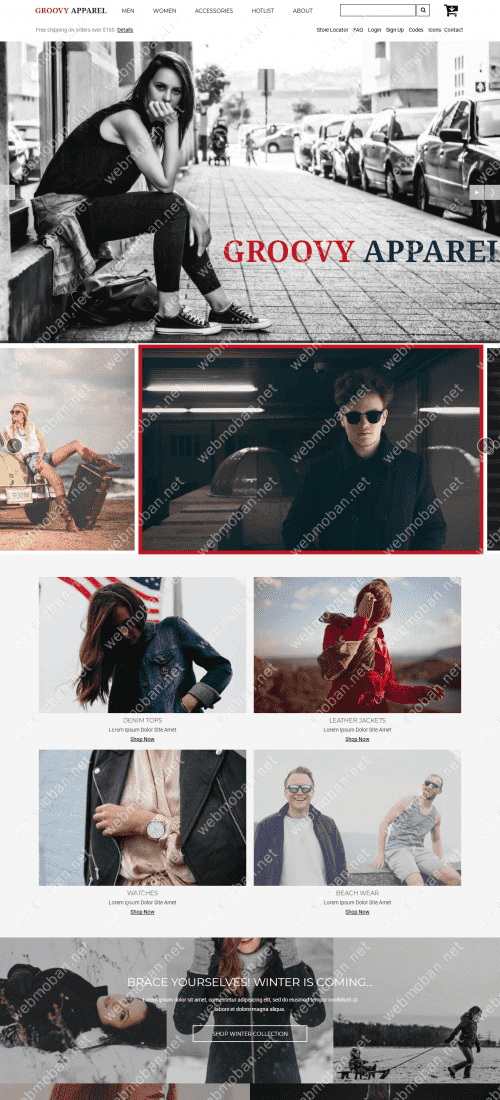 GROOVY APPAREL
MEN WOMEN ACCESSORIES HOTLIST ABOUT
Free shipping on orders over $150. Details
Store Locator FAQ Login Sign Up Codes Icons Contact
GROOVY APPAREL
DENIM TOPS
Lorem Ipsum Dolor Site Amet
Shop Now
LEATHER JACKETS
Lorem Ipsum Dolor Site Amet
Shop Now
WATCHES
Lorem Ipsum Dolor Site Amet
Shop Now
BEACH WEAR
Lorem Ipsum Dolor Site Amet
Shop Now
BRACE YOURSELVES! WINTER IS COMING...
Lorem ipsum dolor sit amet, consectetur adipisicing elit, sed do eiusmod tempor incididunt ut
labore et dolore magna aliqua.
SHOP WINTER COLLECTION
webmoban.net